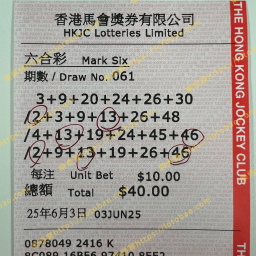 香港馬會獎券有限公司
HKJC Lotteries Limited
六合彩 Mark Six
期數 / Draw No. 061
3+9+20+24+26+30
/2+3+9+13+26+48
/4+13+19+24+45+46
/2+9+13+19+26+46
每注 Unit Bet $10.00
總額 Total $40.00
25年6月3日 03JUN25
0878049 2416 K
THE HONG KONG JOCKEY CLUB